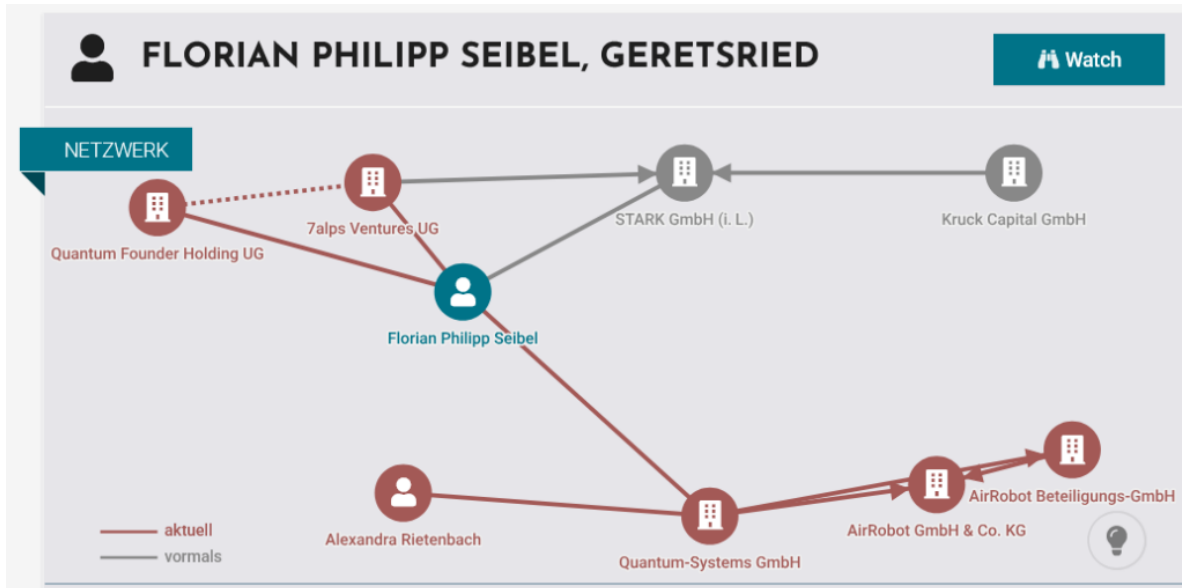 FLORIAN PHILIPP SEIBEL, GERETSRIED
Watch
NETZWERK
Quantum Founder Holding UG
7alps Ventures UG
STARK GmbH (i. L.)
Kruck Capital GmbH
Florian Philipp Seibel
Alexandra Rietenbach
Quantum-Systems GmbH
AirRobot GmbH & Co. KG
AirRobot Beteiligungs-GmbH
aktuell
vormals